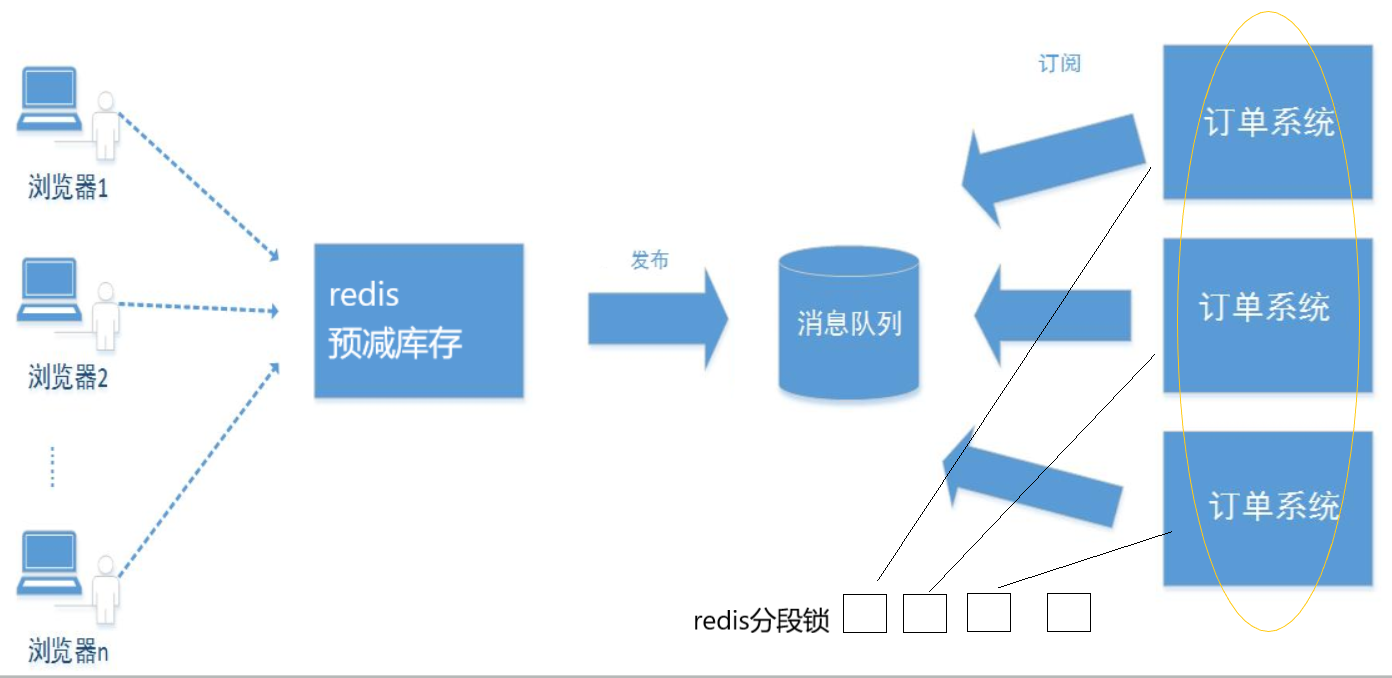 浏览器1
浏览器2
浏览器n
redis
预减库存
发布
消息队列
订阅
订单系统
订单系统
订单系统
redis分段锁